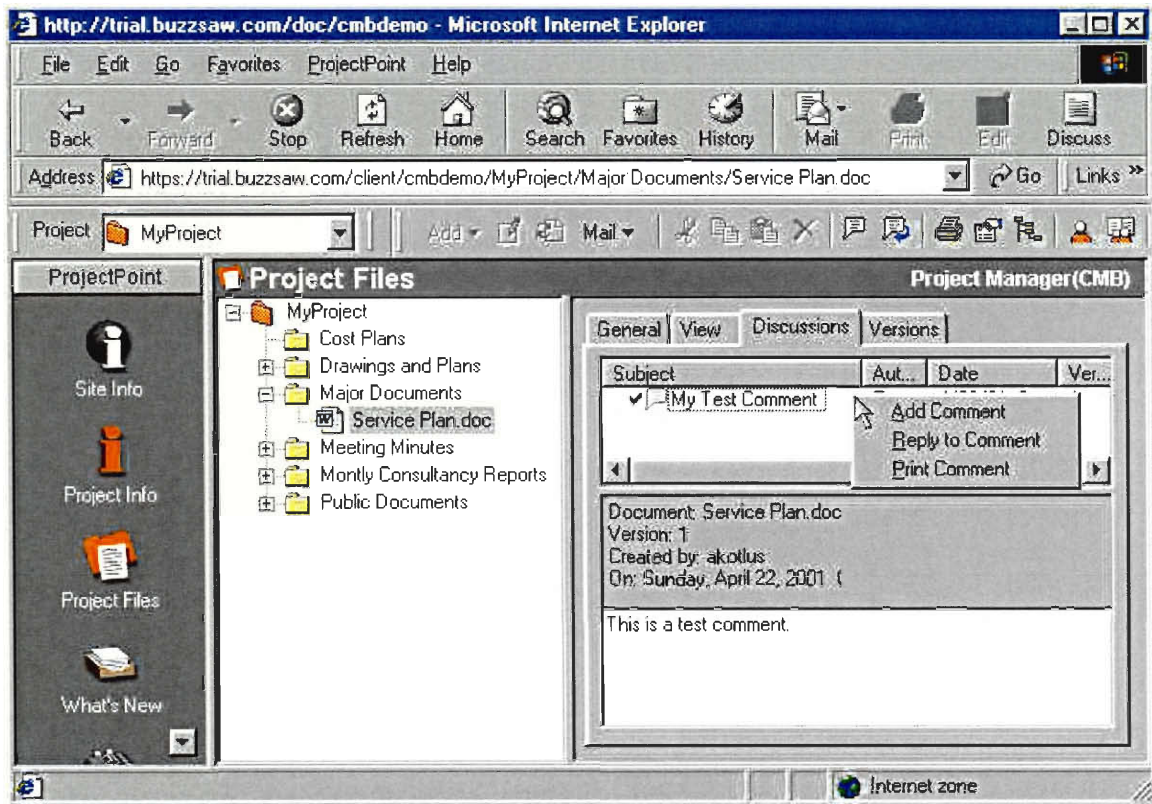 http://trial.buzzsaw.com/doc/cmbdemo - Microsoft Internet Explorer
File Edit Go Favorites ProjectPoint Help
Back Forward Stop Refresh Home Search Favorites History Mail Print Edit Discuss
Address https://trial.buzzsaw.com/client/cmbdemo/MyProject/Major Documents/Service Plan.doc Go Links »
Project MyProject Add Mail
ProjectPoint
Site Info
Project Info
Project Files
What's New
Project Files Project Manager(CMB)
MyProject
Cost Plans
Drawings and Plans
Major Documents
Service Plan.doc
Meeting Minutes
Montly Consultancy Reports
Public Documents
General View Discussions Versions
Subject Aut... Date Ver...
My Test Comment
Add Comment
Reply to Comment
Print Comment
Document: Service Plan.doc
Version: 1
Created by: akotlus
On: Sunday, April 22, 2001 (
This is a test comment.
Internet zone